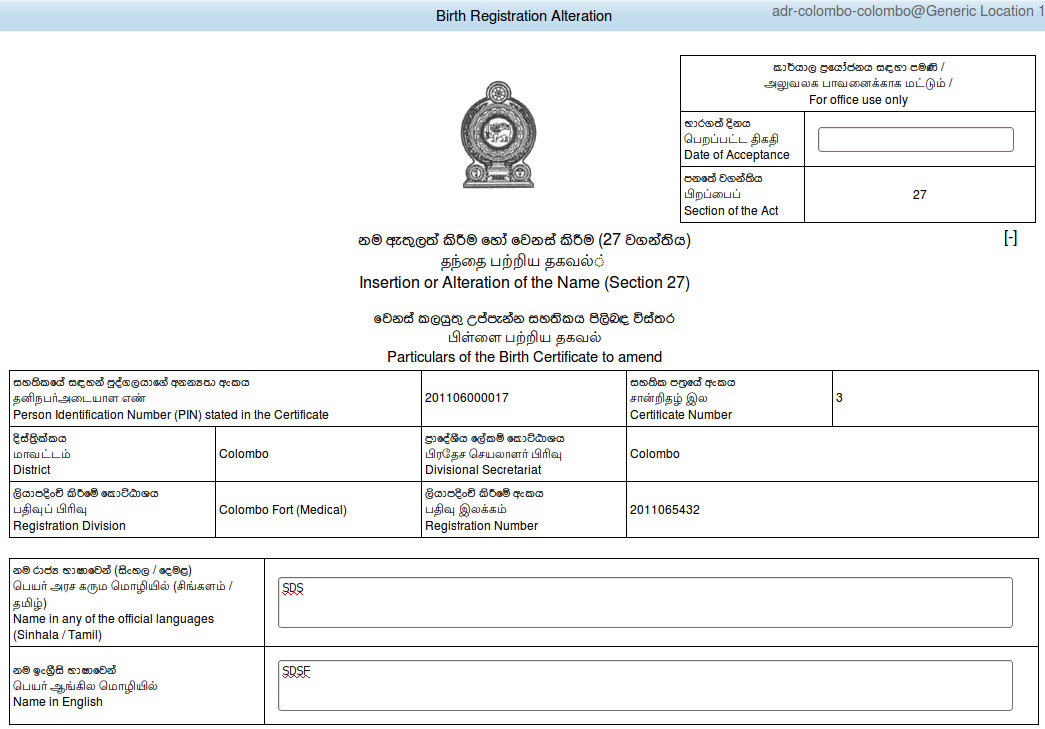 Birth Registration Alteration
adr-colombo-colombo@Generic Location 1
කාර්යාල ප්‍රයෝජනය සඳහා පමණි /
அலுவலக பாவனைக்காக மட்டும் /
For office use only
භාරගත් දිනය
பெறப்பட்ட திகதி
Date of Acceptance
පනතේ වගන්තිය
பிறப்பைப்
Section of the Act
27
නම ඇතුලත් කිරීම හෝ වෙනස් කිරීම (27 වගන්තිය)
[-]
தந்தை பற்றிய தகவல்் 
Insertion or Alteration of the Name (Section 27)
වෙනස් කලයුතු උප්පැන්න සහතිකය පිලිබඳ විස්තර
பிள்ளை பற்றிய தகவல்
Particulars of the Birth Certificate to amend
සහතිකයේ සඳහන් පුද්ගලයාගේ අනන්‍යතා අංකය
தனிநபர்அடையாள எண்
Person Identification Number (PIN) stated in the Certificate
201106000017
සහතික පත්‍රයේ අංකය
சான்றிதழ் இல
Certificate Number
3
දිස්ත්‍රික්කය
மாவட்டம்
District
Colombo
ප්‍රාදේශීය ලේකම් කොට්ඨාශය
பிரதேச செயலாளர் பிரிவு
Divisional Secretariat
Colombo
ලියාපදිංචි කිරීමේ කොට්ඨාශය
பதிவுப் பிரிவு
Registration Division
Colombo Fort (Medical)
ලියාපදිංචි කිරීමේ අංකය
பதிவு இலக்கம்
Registration Number
2011065432
නම රාජ්‍ය භාෂාවෙන් (සිංහල / දෙමළ)
பெயர் அரச கரும மொழியில் (சிங்களம் /
தமிழ்)
Name in any of the official languages
(Sinhala / Tamil)
SDS
නම ඉංග්‍රීසි භාෂාවෙන්
பெயர் ஆங்கில மொழியில்
Name in English
SDSF